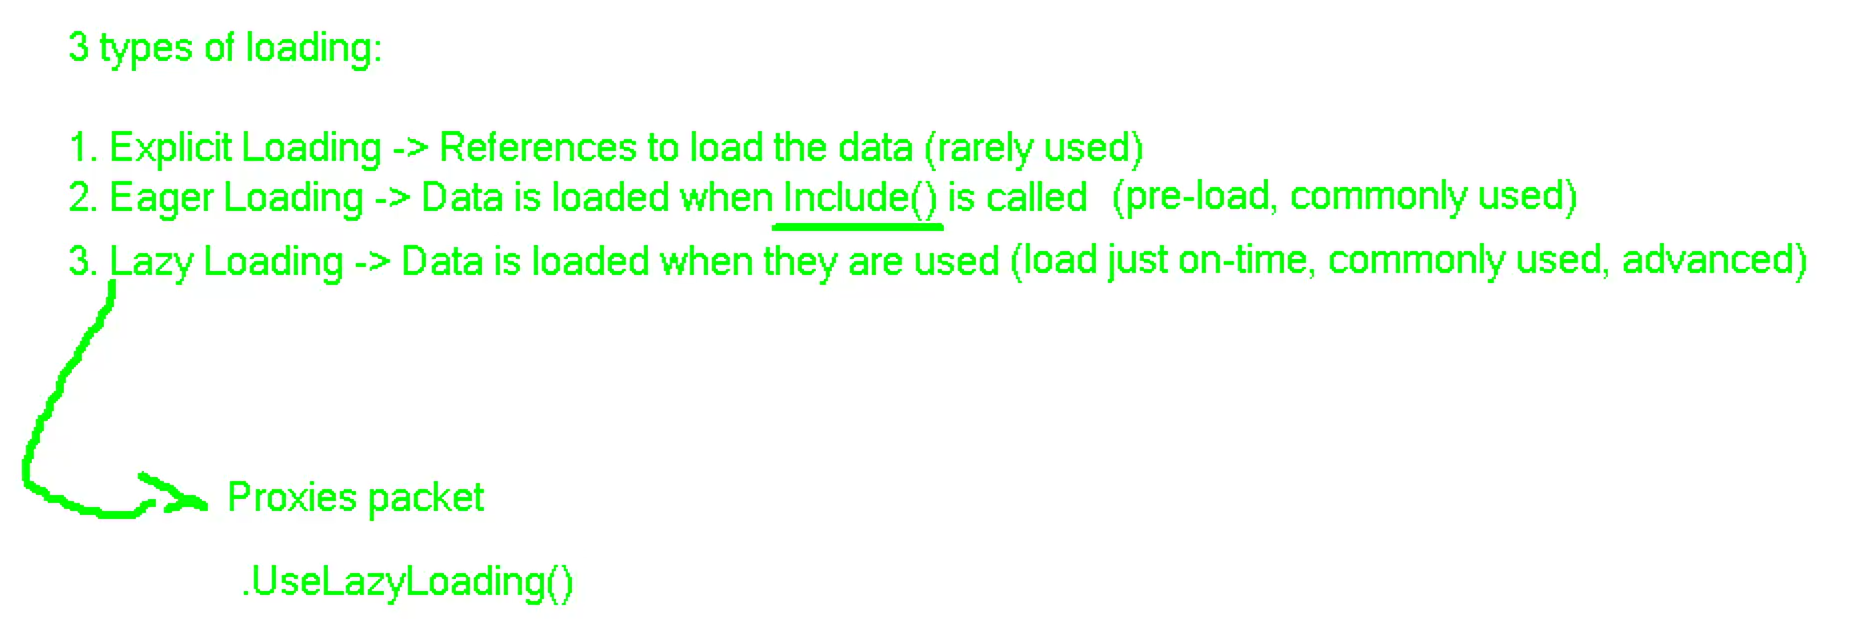 3 types of loading:
1. Explicit Loading -> References to load the data (rarely used)
2. Eager Loading -> Data is loaded when Include() is called (pre-load, commonly used)
3. Lazy Loading -> Data is loaded when they are used (load just on-time, commonly used, advanced)
Proxies packet
.UseLazyLoading()